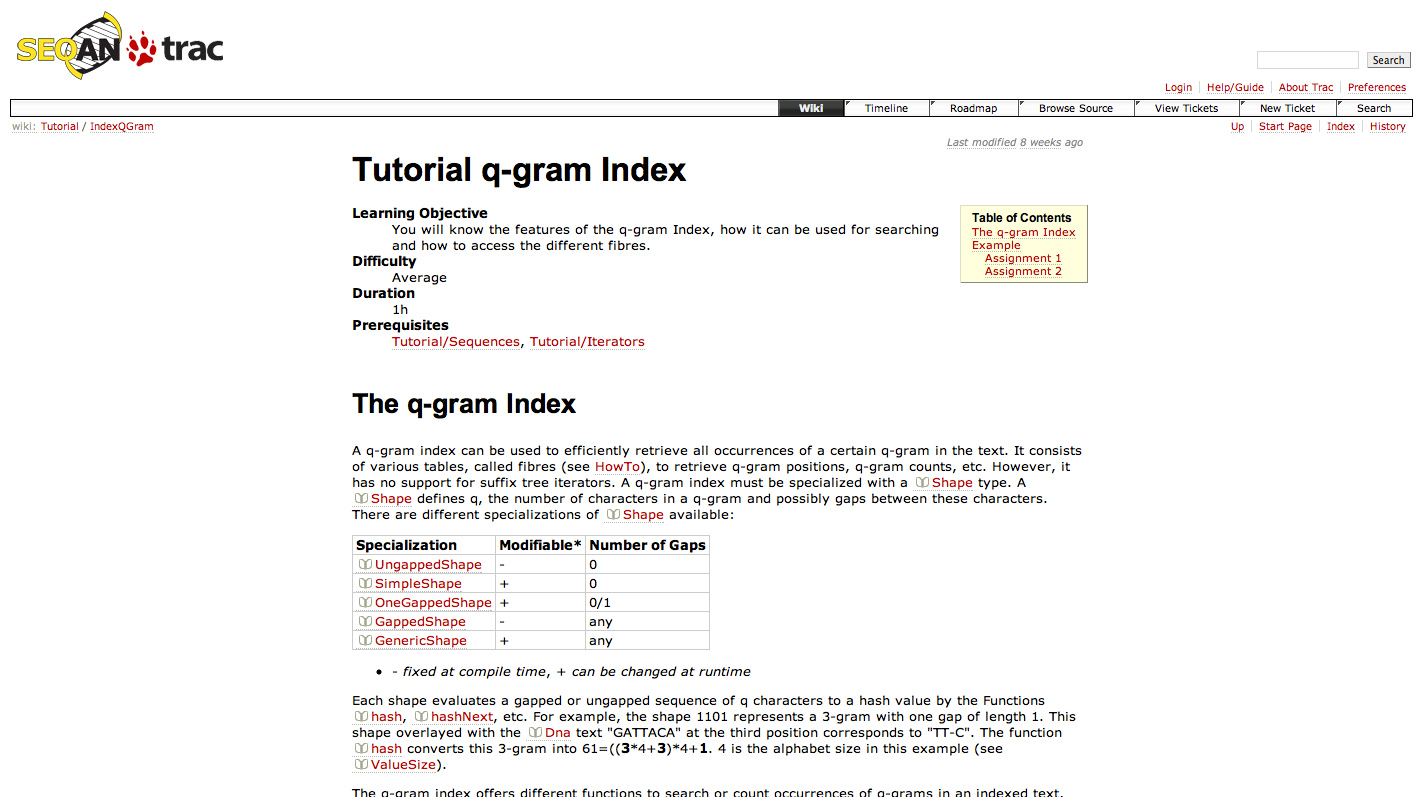 SEQAN trac
Search
Login Help/Guide About Trac Preferences
Wiki Timeline Roadmap Browse Source View Tickets New Ticket Search
wiki: Tutorial / IndexQGram
Up Start Page Index History
Last modified 8 weeks ago
Tutorial q-gram Index
Learning Objective
You will know the features of the q-gram Index, how it can be used for searching
and how to access the different fibres.
Difficulty
Average
Duration
1h
Prerequisites
Tutorial/Sequences, Tutorial/Iterators
Table of Contents
The q-gram Index
Example
Assignment 1
Assignment 2
The q-gram Index
A q-gram index can be used to efficiently retrieve all occurrences of a certain q-gram in the text. It consists
of various tables, called fibres (see HowTo), to retrieve q-gram positions, q-gram counts, etc. However, it
has no support for suffix tree iterators. A q-gram index must be specialized with a Shape type. A
Shape defines q, the number of characters in a q-gram and possibly gaps between these characters.
There are different specializations of Shape available:
Specialization Modifiable* Number of Gaps
UngappedShape - 0
SimpleShape + 0
OneGappedShape + 0/1
GappedShape - any
GenericShape + any
• - fixed at compile time, + can be changed at runtime
Each shape evaluates a gapped or ungapped sequence of q characters to a hash value by the Functions
hash, hashNext, etc. For example, the shape 1101 represents a 3-gram with one gap of length 1. This
shape overlayed with the Dna text "GATTACA" at the third position corresponds to "TT-C". The function
hash converts this 3-gram into 61=((3*4+3)*4+1. 4 is the alphabet size in this example (see
ValueSize).
The q-gram index offers different functions to search or count occurrences of q-grams in an indexed text,